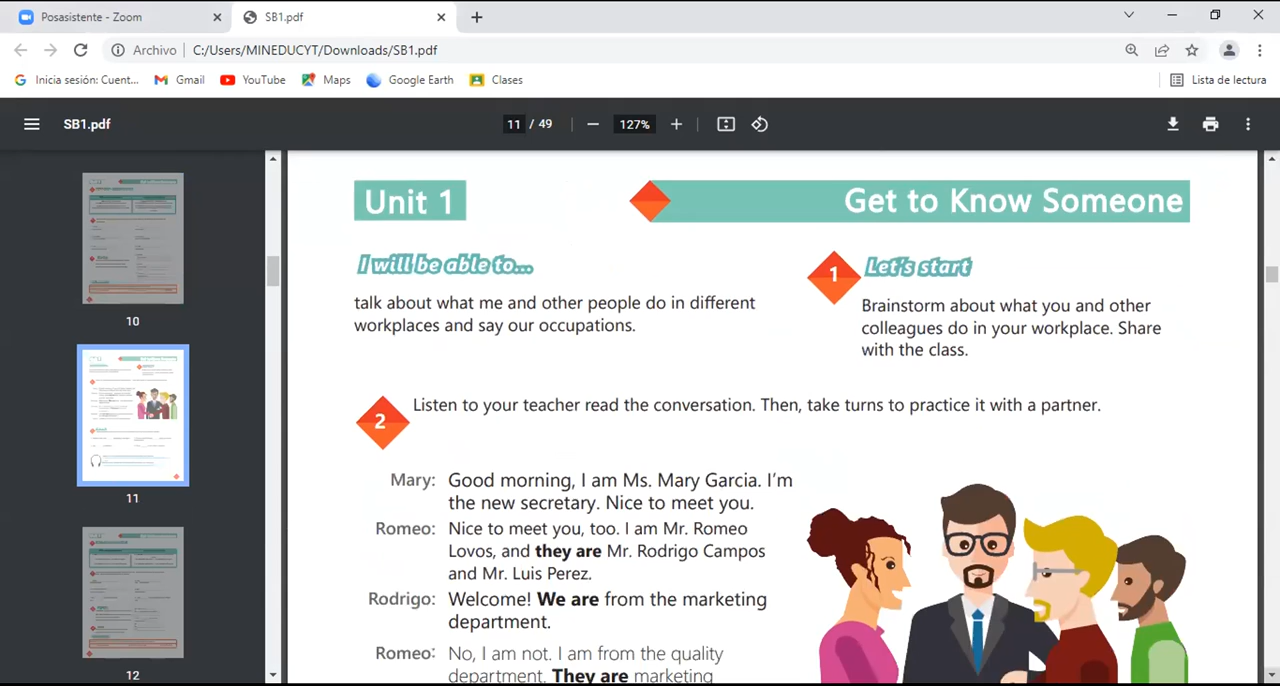 Posasistente - Zoom
SB1.pdf
Archivo
C:/Users/MINEDUCYT/Downloads/SB1.pdf
Inicia sesión: Cuent...
Gmail
YouTube
Maps
Google Earth
Clases
Lista de lectura
SB1.pdf
11 / 49
127%
10
11
12
Unit 1
Get to Know Someone
I will be able to...
talk about what me and other people do in different
workplaces and say our occupations.
1
Let's start
Brainstorm about what you and other
colleagues do in your workplace. Share
with the class.
2
Listen to your teacher read the conversation. Then, take turns to practice it with a partner.
Mary: Good morning, I am Ms. Mary Garcia. I'm
the new secretary. Nice to meet you.
Romeo: Nice to meet you, too. I am Mr. Romeo
Lovos, and they are Mr. Rodrigo Campos
and Mr. Luis Perez.
Rodrigo: Welcome! We are from the marketing
department.
Romeo: No, I am not. I am from the quality
department. They are marketing